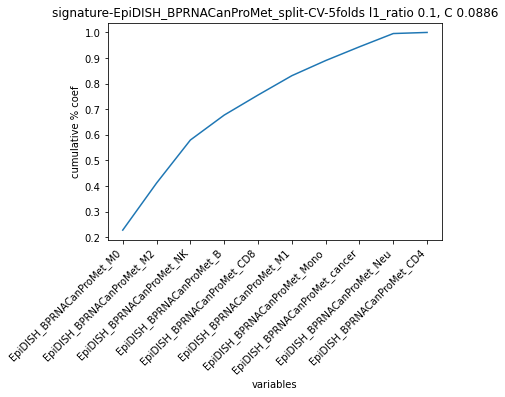 signature-EpiDISH_BPRNACanProMet_split-CV-5folds l1_ratio 0.1, C 0.0886
1.0
0.9
0.8
0.7
0.6
0.5
0.4
0.3
0.2
cumulative % coef
EpiDISH_BPRNACanProMet_M0
EpiDISH_BPRNACanProMet_M2
EpiDISH_BPRNACanProMet_NK
EpiDISH_BPRNACanProMet_B
EpiDISH_BPRNACanProMet_CD8
EpiDISH_BPRNACanProMet_M1
EpiDISH_BPRNACanProMet_Mono
EpiDISH_BPRNACanProMet_cancer
EpiDISH_BPRNACanProMet_Neu
EpiDISH_BPRNACanProMet_CD4
variables